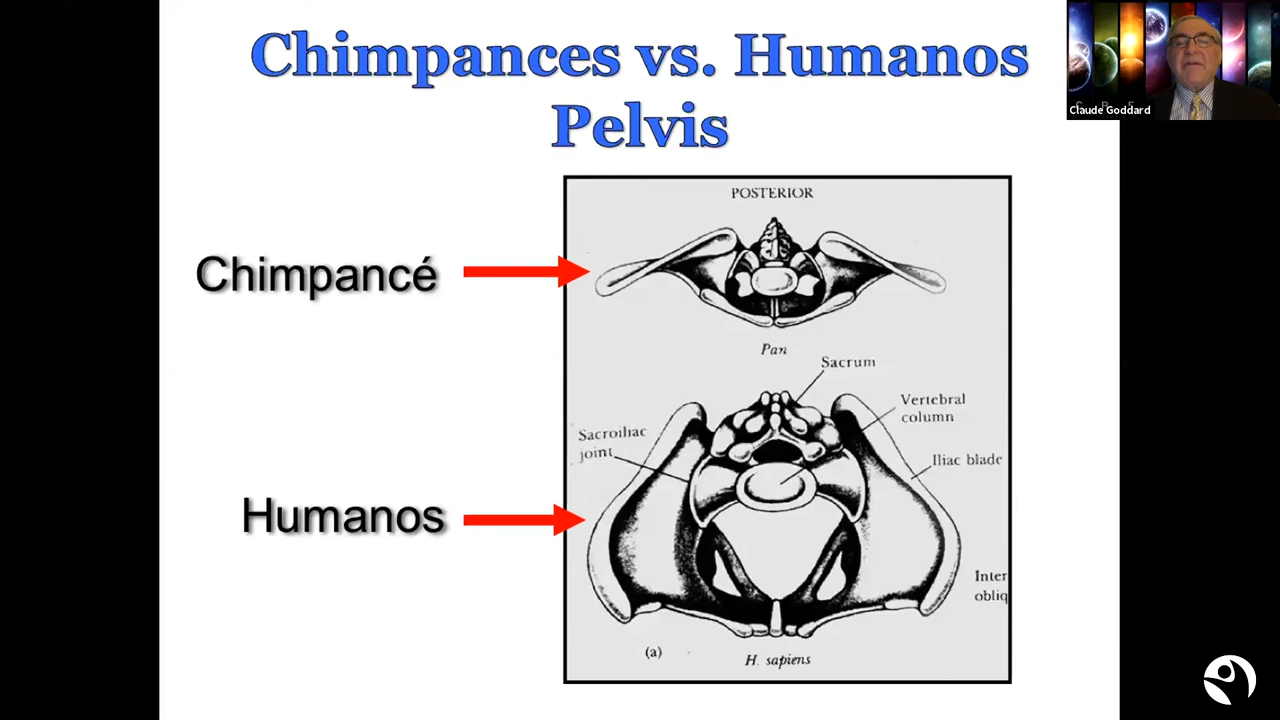 Chimpances vs. Humanos
Pelvis
Claude Goddard
POSTERIOR
Chimpancé
Pan
Sacrum
Vertebral
column
Sacroiliac
joint
Iliac blade
Humanos
Inter
obliq
(a)
H. sapiens